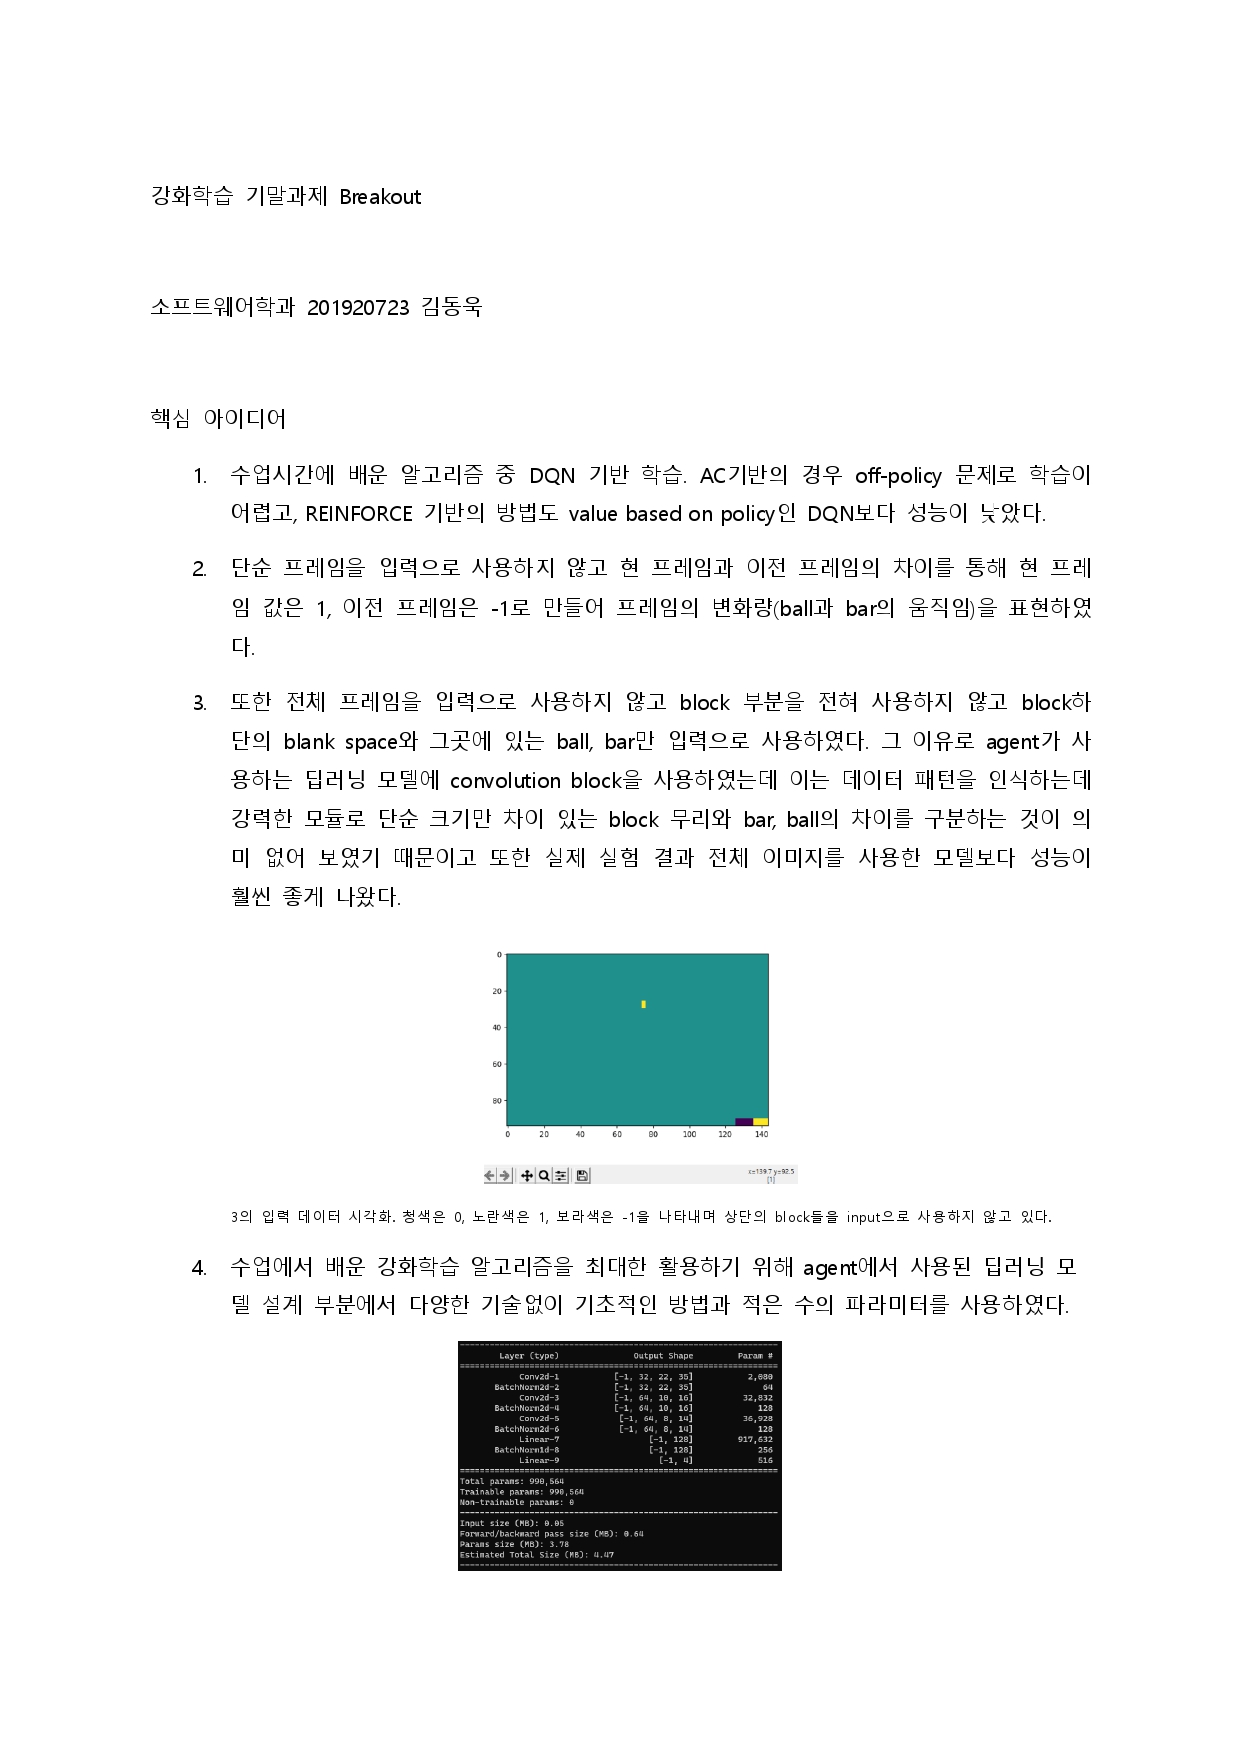 강화학습 기말과제 Breakout
소프트웨어학과 201920723 김동욱
핵심 아이디어
1. 수업시간에 배운 알고리즘 중 DQN 기반 학습. AC기반의 경우 off-policy 문제로 학습이
어렵고, REINFORCE 기반의 방법도 value based on policy인 DQN보다 성능이 낮았다.
2. 단순 프레임을 입력으로 사용하지 않고 현 프레임과 이전 프레임의 차이를 통해 현 프레
임 값은 1, 이전 프레임은 -1로 만들어 프레임의 변화량(ball과 bar의 움직임)을 표현하였
다.
3. 또한 전체 프레임을 입력으로 사용하지 않고 block 부분을 전혀 사용하지 않고 block하
단의 blank space와 그곳에 있는 ball, bar만 입력으로 사용하였다. 그 이유로 agent가 사
용하는 딥러닝 모델에 convolution block을 사용하였는데 이는 데이터 패턴을 인식하는데
강력한 모듈로 단순 크기만 차이 있는 block 무리와 bar, ball의 차이를 구분하는 것이 의
미 없어 보였기 때문이고 또한 실제 실험 결과 전체 이미지를 사용한 모델보다 성능이
훨씬 좋게 나왔다.
0
20
40
60
80
0 20 40 60 80 100 120 140
x=139.7 y=92.5
[1]
3의 입력 데이터 시각화. 청색은 0, 노란색은 1, 보라색은 -1을 나타내며 상단의 block들을 input으로 사용하지 않고 있다.
4. 수업에서 배운 강화학습 알고리즘을 최대한 활용하기 위해 agent에서 사용된 딥러닝 모
델 설계 부분에서 다양한 기술없이 기초적인 방법과 적은 수의 파라미터를 사용하였다.
----------------------------------------------------------------
Layer (type) Output Shape Param #
================================================================
Conv2d-1 [-1, 32, 22, 35] 2,080
BatchNorm2d-2 [-1, 32, 22, 35] 64
Conv2d-3 [-1, 64, 10, 16] 32,832
BatchNorm2d-4 [-1, 64, 10, 16] 128
Conv2d-5 [-1, 64, 8, 14] 36,928
BatchNorm2d-6 [-1, 64, 8, 14] 128
Linear-7 [-1, 128] 917,632
BatchNorm1d-8 [-1, 128] 256
Linear-9 [-1, 4] 516
================================================================
Total params: 990,564
Trainable params: 990,564
Non-trainable params: 0
----------------------------------------------------------------
Input size (MB): 0.05
Forward/backward pass size (MB): 0.64
Params size (MB): 3.78
Estimated Total Size (MB): 4.47
----------------------------------------------------------------